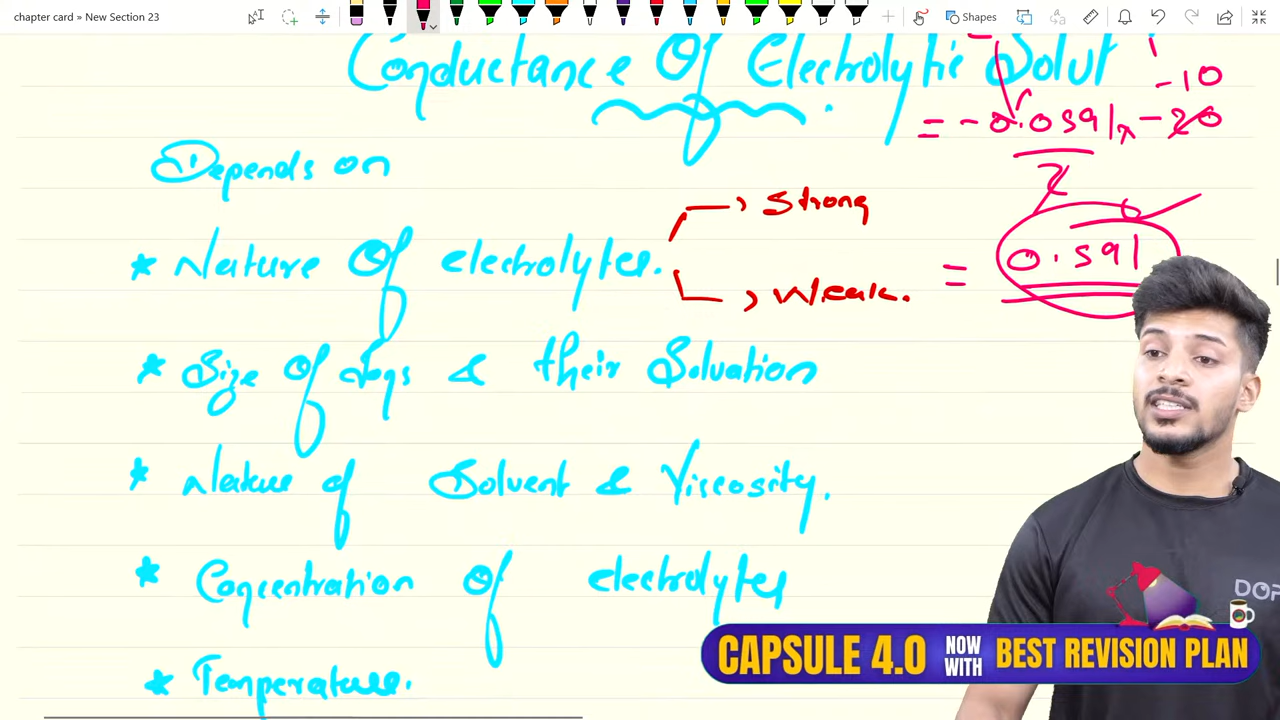 chapter card » New Section 23
Shapes
Conductance Of Electrolytic Solut
-10
= -0.0591 x -20
2
Depends on
Strong
* Nature Of electrolytes.
= 0.591
Weak.
* Size Of Ions & their Solvation
* Nature of Solvent & Viscosity.
* Concentration Of electrolytes
DOP
CAPSULE 4.0 NOW WITH BEST REVISION PLAN
* Temperature.